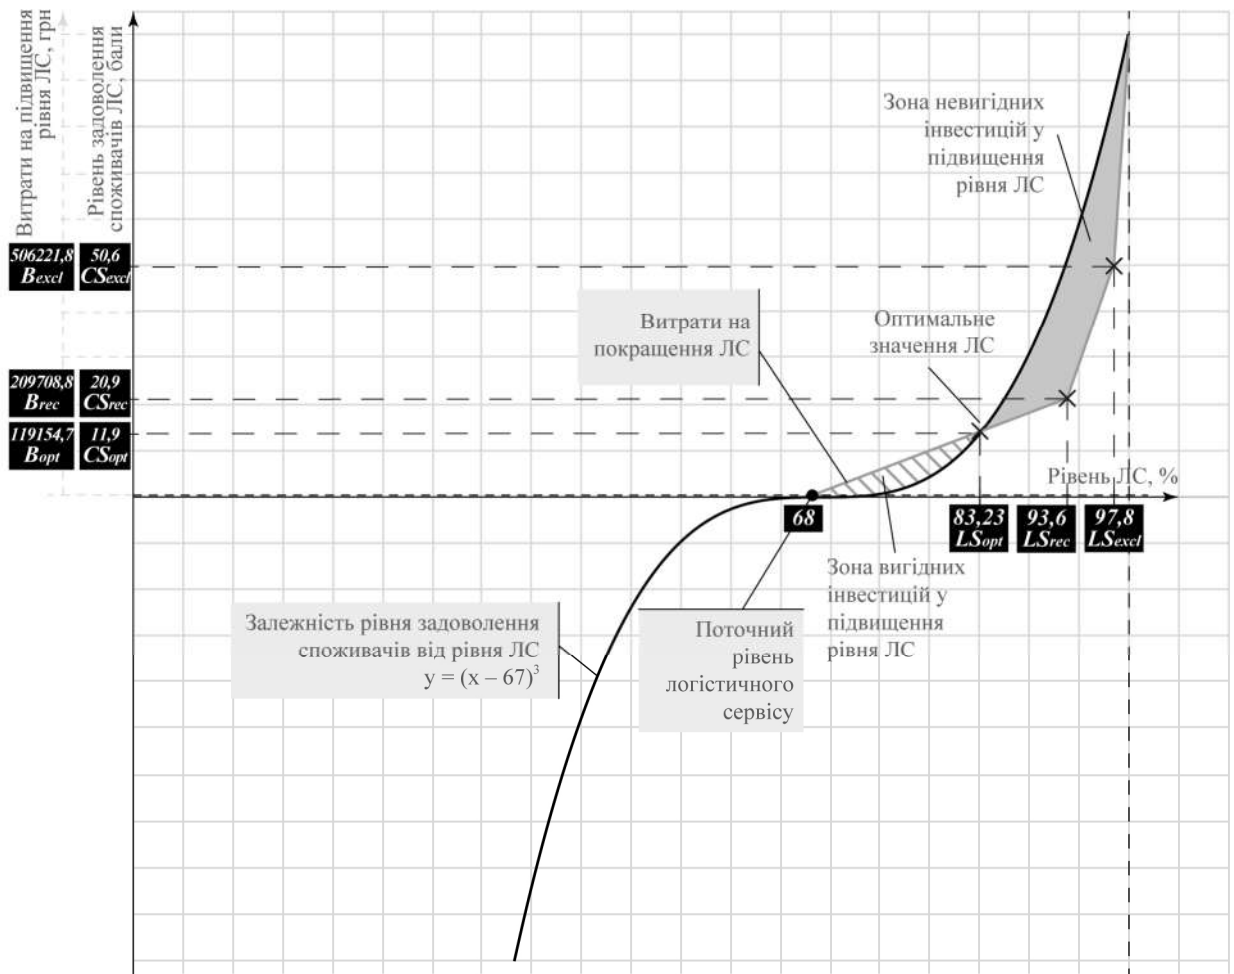 Витрати на підвищення
рівня ЛС, грн
Рівень задоволення
споживачів ЛС, бали
Зона невигідних
інвестицій у
підвищення
рівня ЛС
506221,8
Bexcl
50,6
CSexcl
Витрати на
покращення ЛС
Оптимальне
значення ЛС
209708,8
Brec
20,9
CSrec
119154,7
Bopt
11,9
CSopt
Рівень ЛС, %
68
83,23
LSopt
93,6
LSrec
97,8
LSexcl
Зона вигідних
інвестицій у
підвищення
рівня ЛС
Залежність рівня задоволення
споживачів від рівня ЛС
y = (x – 67)³
Поточний
рівень
логістичного
сервісу